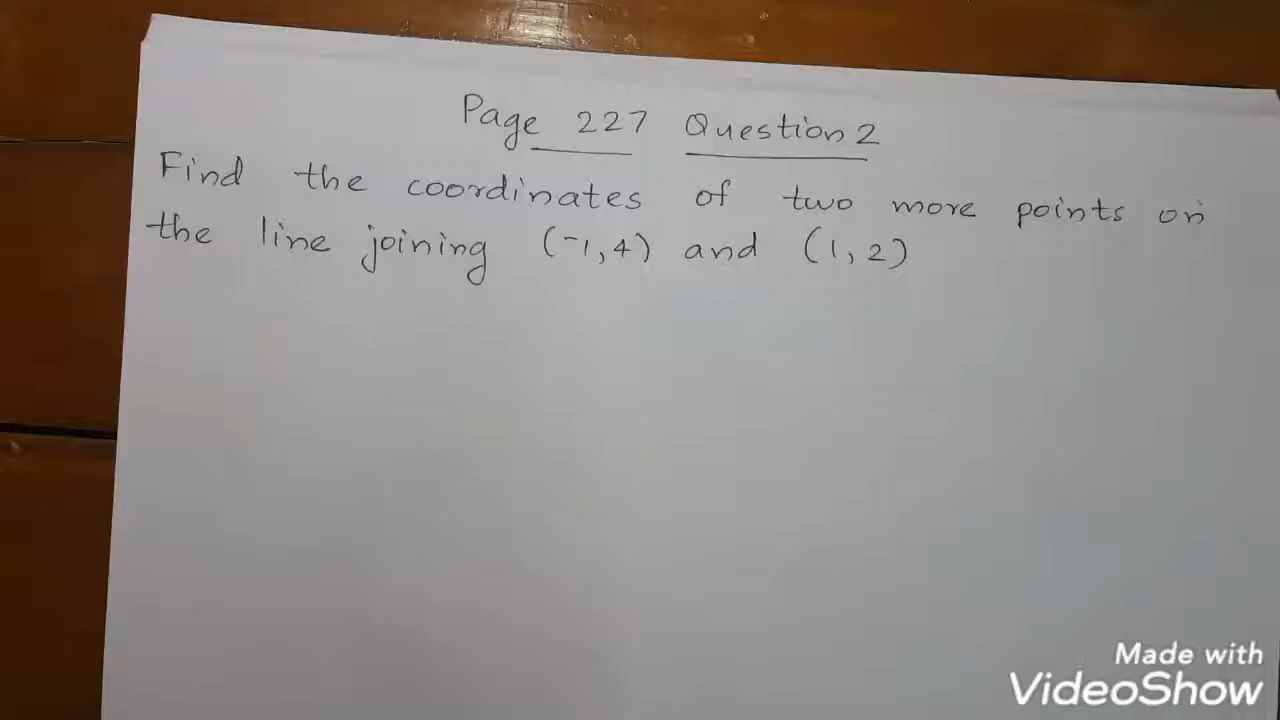 Page 227 Question 2
Find the coordinates of two more points on
the line joining (-1, 4) and (1, 2)
Made with
VideoShow